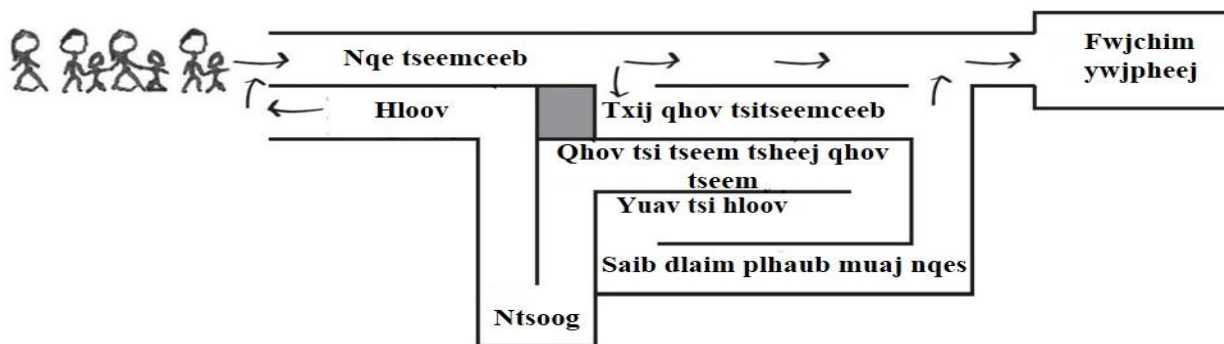 Nqe tseemceeb
Fwjchim
ywjpheej
Hloov
Txij qhov tsitseemceeb
Qhov tsi tseem tsheej qhov
tseem
Yuav tsi hloov
Saib dlaim plhaub muaj nqes
Ntsoog